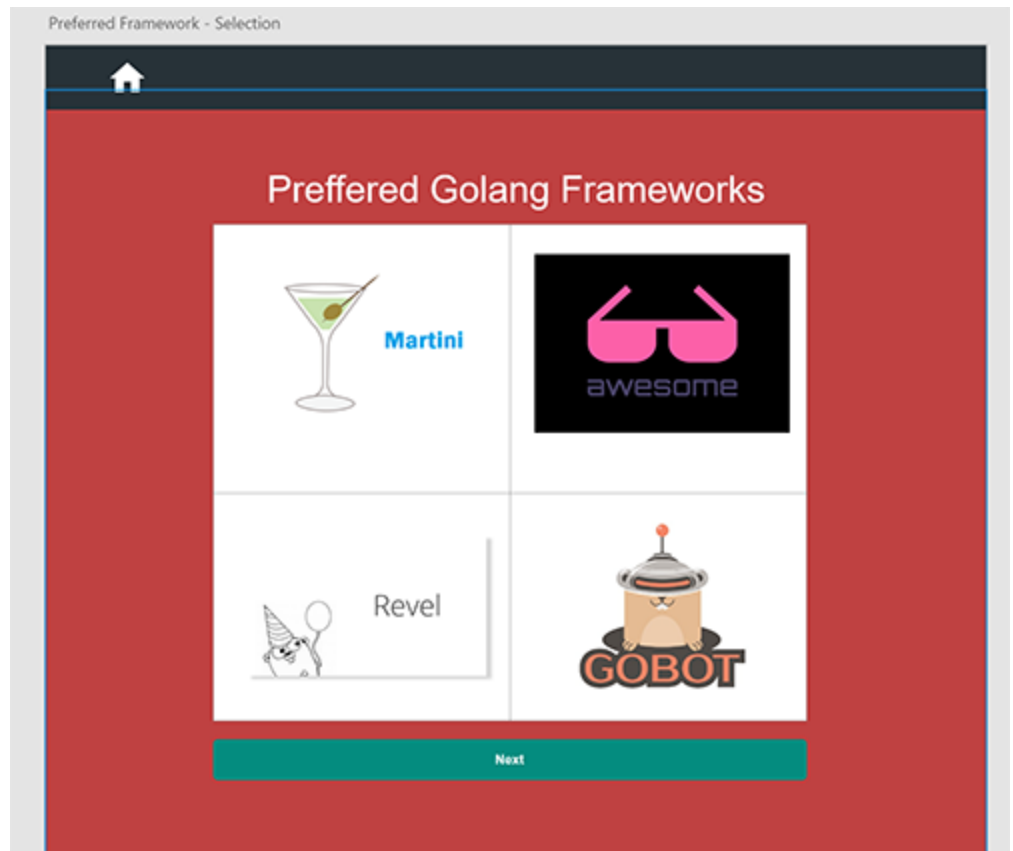 Preferred Framework - Selection
Preffered Golang Frameworks
Martini
awesome
Revel
GOBOT
Next